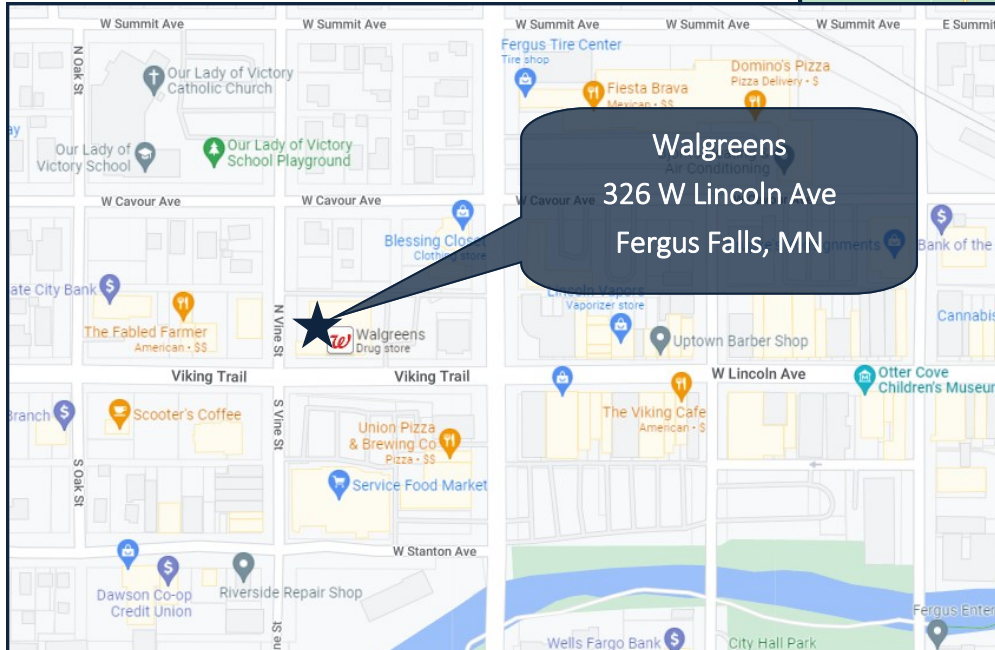 W Summit Ave
W Summit Ave
W Summit Ave
W Summit Ave
E Summit
Fergus Tire Center
Tire shop
Domino's Pizza
Pizza Delivery • $
N Oak St
Our Lady of Victory
Catholic Church
Fiesta Brava
Mexican • $$
Our Lady of
Victory School
Our Lady of Victory
School Playground
Walgreens
326 W Lincoln Ave
Fergus Falls, MN
Air Conditioning
W Cavour Ave
W Cavour Ave
W Cavour Ave
Blessing Closet
Clothing store
Bank of the
ate City Bank
Lincoln Vapors
Vaporizer store
The Fabled Farmer
American • $$
N Vine St
Walgreens
Drug store
Uptown Barber Shop
Cannabis
Viking Trail
Viking Trail
W Lincoln Ave
Otter Cove
Children's Museum
Branch
Scooter's Coffee
S Vine St
Union Pizza
& Brewing Co
Pizza • $$
The Viking Cafe
American • $
S Oak St
Service Food Market
W Stanton Ave
Dawson Co-op
Credit Union
Riverside Repair Shop
ne St
Wells Fargo Bank
City Hall Park
Fergus Enter